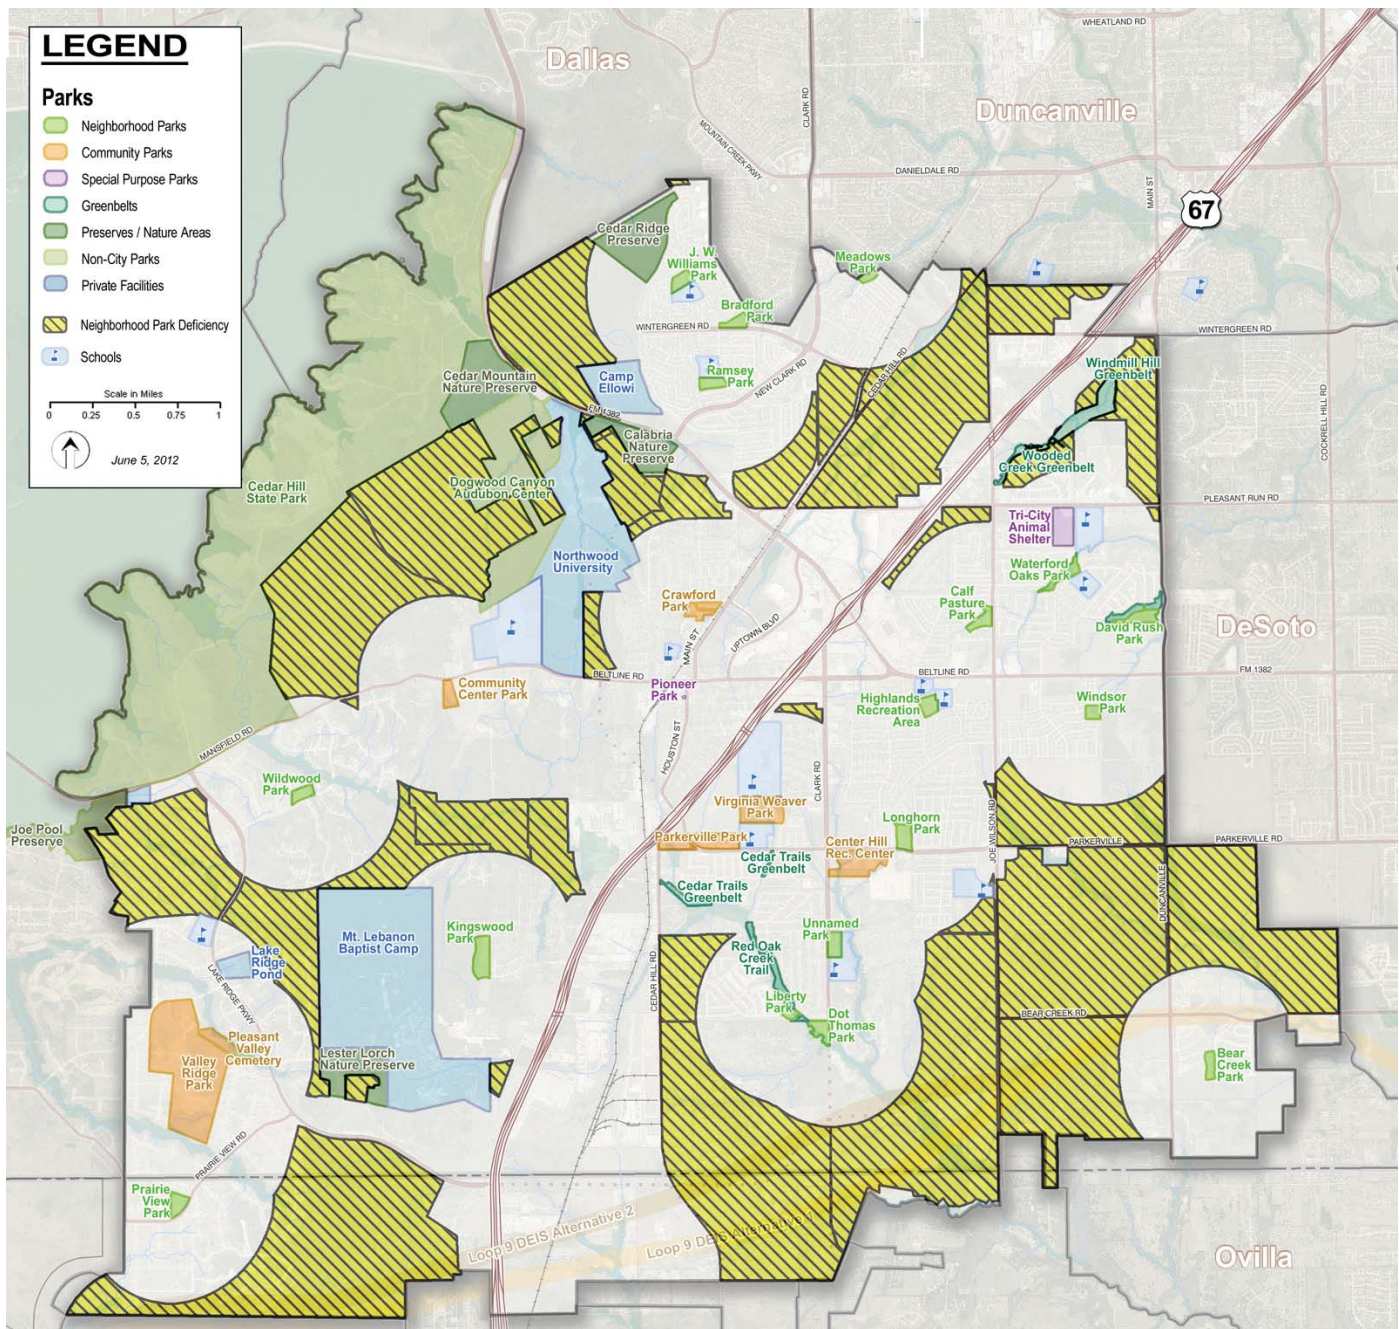 LEGEND
Parks
Neighborhood Parks
Community Parks
Special Purpose Parks
Greenbelts
Preserves / Nature Areas
Non-City Parks
Private Facilities
Neighborhood Park Deficiency
Schools
Scale in Miles
0 0.25 0.5 0.75 1
June 5, 2012
Dallas
Duncanville
WHEATLAND RD
CLARK RD
MOUNTAIN CREEK PKWY
DANIELDALE RD
MAIN ST
67
Cedar Ridge
Preserve
J. W.
Williams
Park
Meadows
Park
Bradford
Park
WINTERGREEN RD
WINTERGREEN RD
Windmill Hill
Greenbelt
Cedar Mountain
Nature Preserve
Camp
Ellowi
Ramsey
Park
NEW CLARK RD
CEDAR HILL RD
COCKRELL HILL RD
FM 1382
Calabria
Nature
Preserve
Wooded
Creek Greenbelt
Cedar Hill
State Park
Dogwood Canyon
Audubon Center
PLEASANT RUN RD
Tri-City
Animal
Shelter
Northwood
University
Waterford
Oaks Park
Crawford
Park
Calf
Pasture
Park
David Rush
Park
DeSoto
MAIN ST
UPTOWN BLVD
BELTLINE RD
BELTLINE RD
FM 1382
Community
Center Park
Pioneer
Park
Highlands
Recreation
Area
Windsor
Park
MANSFIELD RD
HOUSTON ST
CLARK RD
Wildwood
Park
Virginia Weaver
Park
Longhorn
Park
JOE WILSON RD
Joe Pool
Preserve
Parkerville Park
Center Hill
Rec. Center
PARKERVILLE
PARKERVILLE RD
Cedar Trails
Greenbelt
Cedar Trails
Greenbelt
DUNCANVILLE
Mt. Lebanon
Baptist Camp
Kingswood
Park
Unnamed
Park
Red Oak
Creek
Trail
Lake
Ridge
Pond
LAKE RIDGE PKWY
CEDAR HILL RD
Liberty
Park
Dot
Thomas
Park
BEAR CREEK RD
Pleasant
Valley
Cemetery
Valley
Ridge
Park
Lester Lorch
Nature Preserve
Bear
Creek
Park
PRAIRIE VIEW RD
Prairie
View
Park
Loop 9 DEIS Alternative 2
Loop 9 DEIS Alternative 1
Ovilla